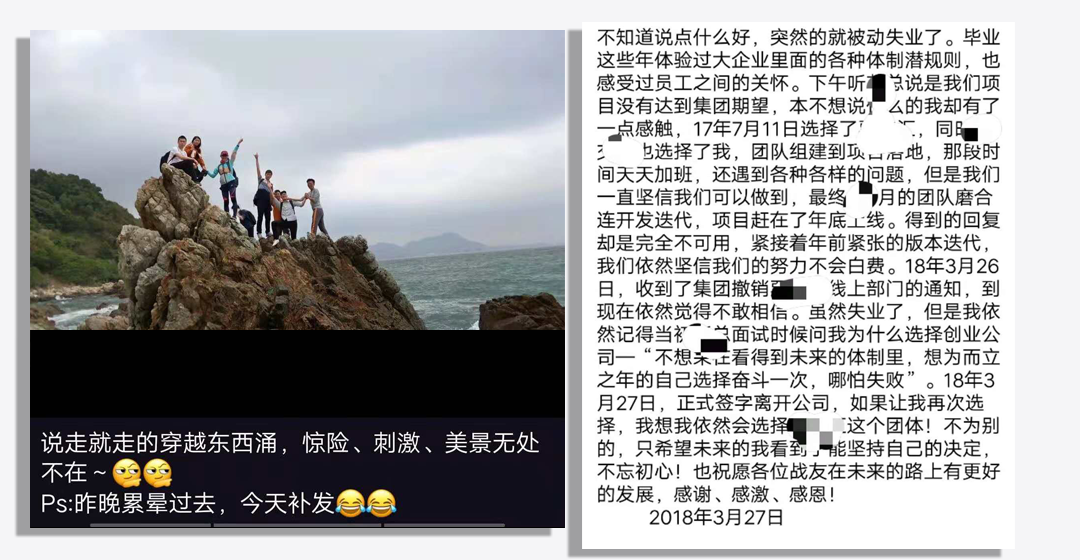 说走就走的穿越东西涌，惊险、刺激、美景无处
不在～
Ps:昨晚累晕过去，今天补发
不知道说点什么好，突然的就被动失业了。毕业
这些年体验过大企业里面的各种体制潜规则，也
感受过员工之间的关怀。下午听 总说是我们项
目没有达到集团期望，本不想说什么的我却有了
一点感触，17年7月11日选择了 ，同时
也选择了我，团队组建到项目落地，那段时
间天天加班，还遇到各种各样的问题，但是我们
一直坚信我们可以做到，最终 月的团队磨合
连开发迭代，项目赶在了年底上线。得到的回复
却是完全不可用，紧接着年前紧张的版本迭代，
我们依然坚信我们的努力不会白费。18年3月26
日，收到了集团撤销 线上部门的通知，到
现在依然觉得不敢相信。虽然失业了，但是我依
然记得当初 总面试时候问我为什么选择创业公
司—“不想呆在看得到未来的体制里，想为而立
之年的自己选择奋斗一次，哪怕失败”。18年3
月27日，正式签字离开公司，如果让我再次选
择，我想我依然会选择 这个团体！不为别
的，只希望未来的我看到 能坚持自己的决定，
不忘初心！也祝愿各位战友在未来的路上有更好
的发展，感谢、感激、感恩！
2018年3月27日